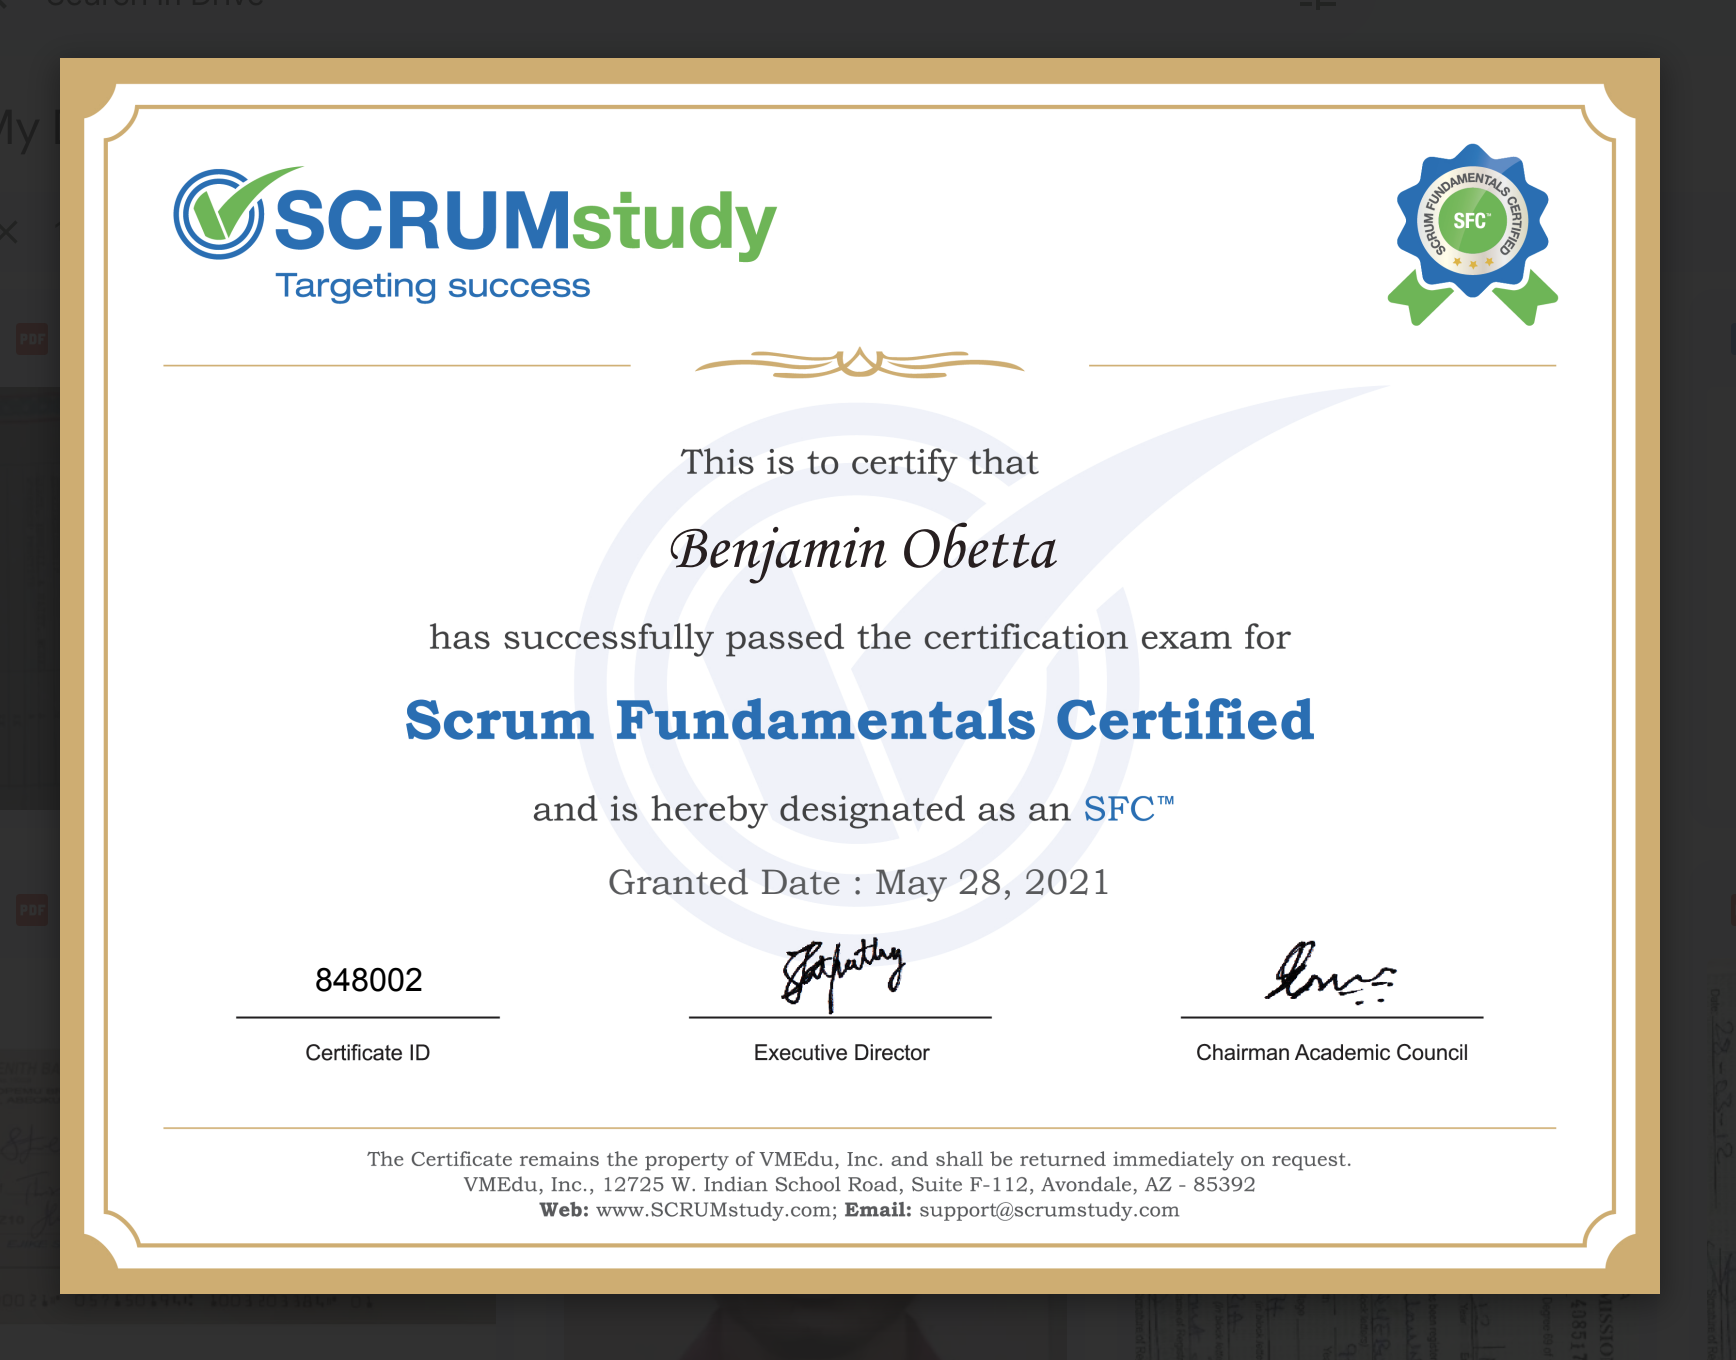 SCRUMstudy
Targeting success
SCRUM FUNDAMENTALS CERTIFIED
SFC™
This is to certify that
Benjamin Obetta
has successfully passed the certification exam for
Scrum Fundamentals Certified
and is hereby designated as an SFC™
Granted Date : May 28, 2021
848002
Certificate ID
Executive Director
Chairman Academic Council
The Certificate remains the property of VMEdu, Inc. and shall be returned immediately on request.
VMEdu, Inc., 12725 W. Indian School Road, Suite F-112, Avondale, AZ - 85392
Web: www.SCRUMstudy.com; Email: support@scrumstudy.com
PDF
PDF
My